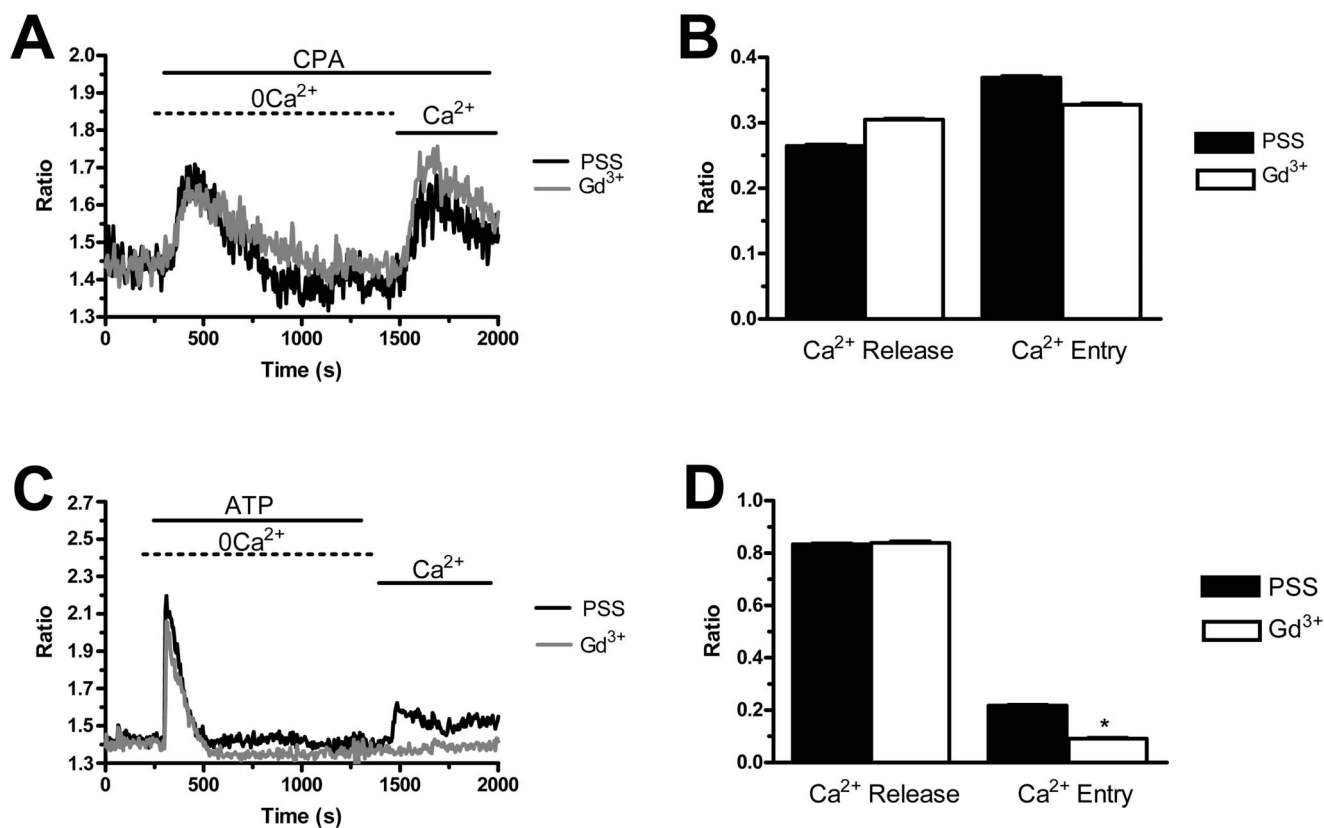 A
2.0
1.9
1.8
1.7
1.6
1.5
1.4
1.3
Ratio
CPA
0Ca²⁺
Ca²⁺
0
500
1000
1500
2000
Time (s)
PSS
Gd³⁺
B
0.4
0.3
0.2
0.1
0.0
Ratio
Ca²⁺ Release
Ca²⁺ Entry
PSS
Gd³⁺
C
2.7
2.5
2.3
2.1
1.9
1.7
1.5
1.3
Ratio
ATP
0Ca²⁺
Ca²⁺
0
500
1000
1500
2000
Time (s)
PSS
Gd³⁺
D
1.0
0.8
0.6
0.4
0.2
0.0
Ratio
*
Ca²⁺ Release
Ca²⁺ Entry
PSS
Gd³⁺